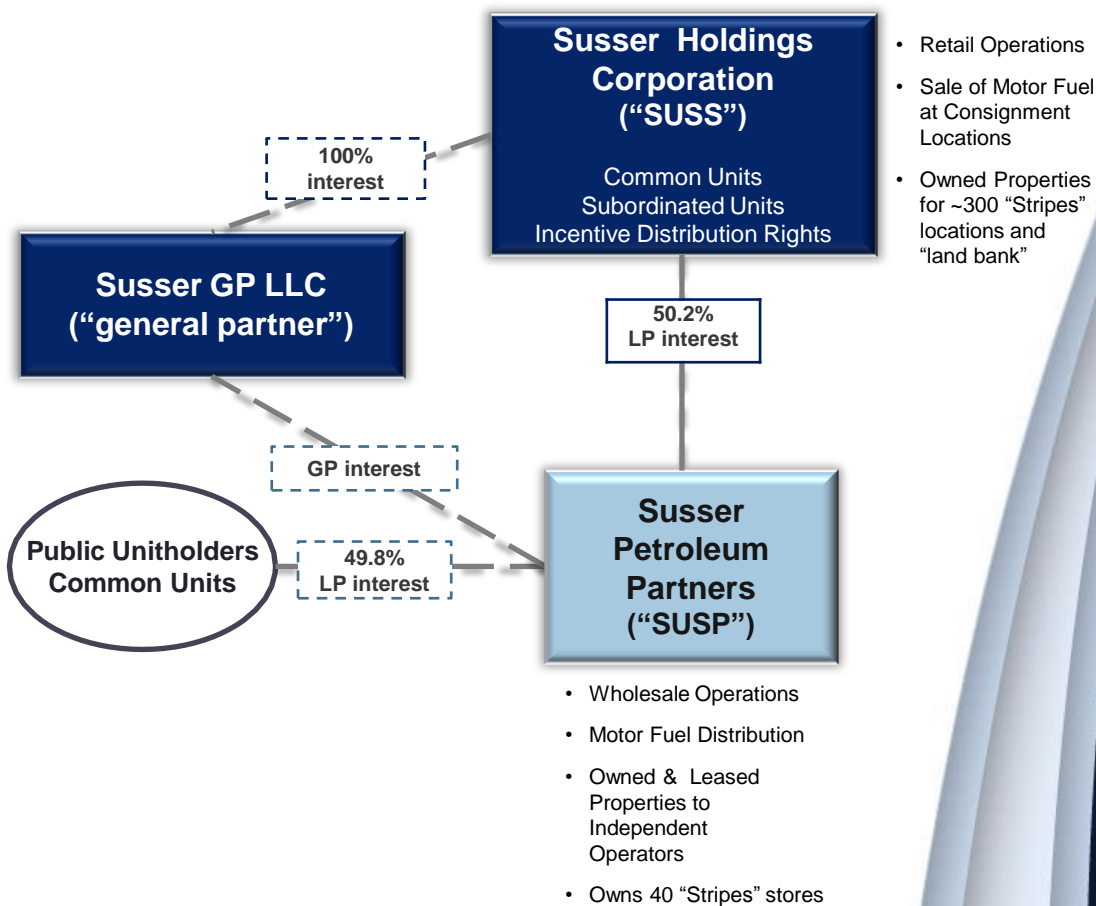 Susser Holdings
Corporation
(“SUSS”)
Common Units
Subordinated Units
Incentive Distribution Rights
• Retail Operations
• Sale of Motor Fuel
at Consignment
Locations
• Owned Properties
for ~300 “Stripes”
locations and
“land bank”
100%
interest
Susser GP LLC
(“general partner”)
50.2%
LP interest
GP interest
Public Unitholders
Common Units
49.8%
LP interest
Susser
Petroleum
Partners
(“SUSP”)
• Wholesale Operations
• Motor Fuel Distribution
• Owned & Leased
Properties to
Independent
Operators
• Owns 40 “Stripes” stores